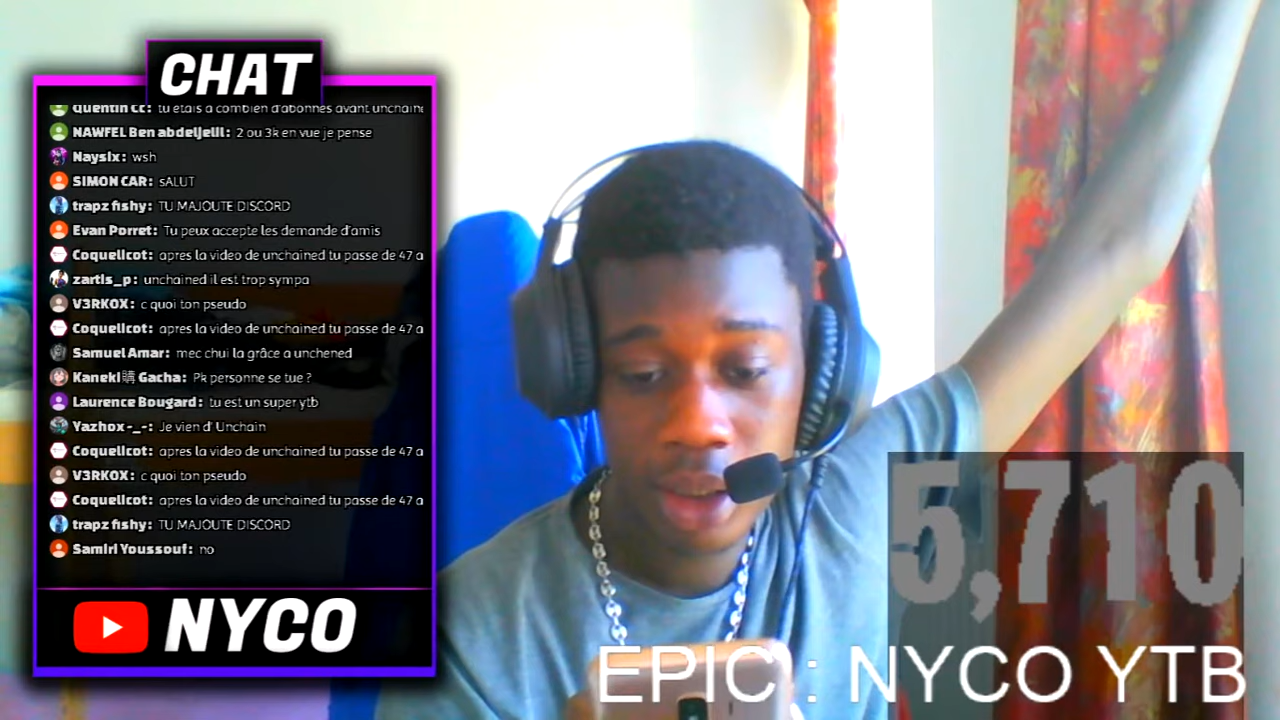 CHAT
Quentin Cc: tu étais à combien d'abonnés avant unchaine
NAWFEL Ben abdeljelil: 2 ou 3k en vue je pense
Naysix: wsh
SIMON CAR: sALUT
trapz fishy: TU MAJOUTE DISCORD
Evan Porret: Tu peux accepte les demande d'amis
Coquelicot: apres la video de unchained tu passe de 47 a
zartis_p: unchained il est trop sympa
V3RKOX: c quoi ton pseudo
Coquelicot: apres la video de unchained tu passe de 47 a
Samuel Amar: mec chui la grâce a unchened
Kaneki Gacha: Pk personne se tue ?
Laurence Bougard: tu est un super ytb
Yazhox -_-: Je vien d' Unchain
Coquelicot: apres la video de unchained tu passe de 47 a
V3RKOX: c quoi ton pseudo
Coquelicot: apres la video de unchained tu passe de 47 a
trapz fishy: TU MAJOUTE DISCORD
Samiri Youssouf: no
NYCO
5,710
EPIC : NYCO YTB